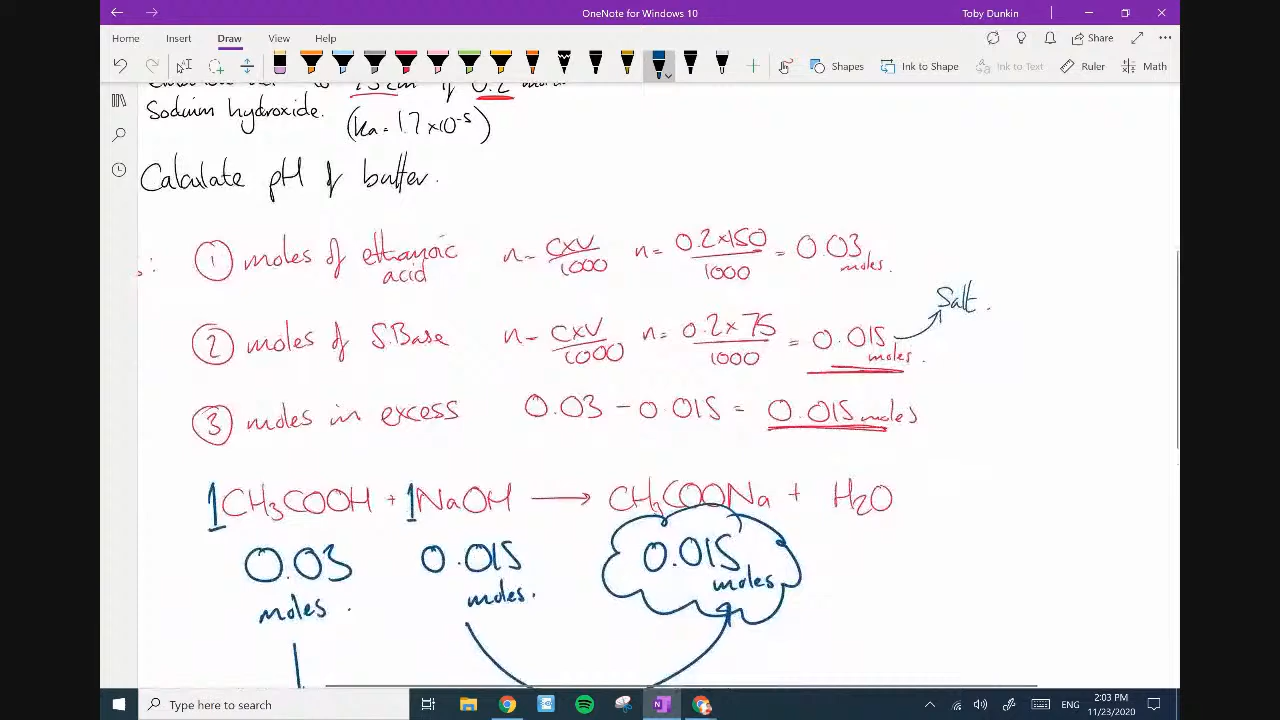 OneNote for Windows 10
Toby Dunkin
Home Insert Draw View Help
Share
Shapes Ink to Shape Ink to Text Ruler Math
Sodium hydroxide. (ka = 1.7 x10-5)
Calculate pH of buffer.
s:
① moles of ethanoic acid n = CxV/1000 n = 0.2x150/1000 = 0.03 moles.
Salt.
② moles of S.Base n = CxV/1000 n = 0.2x75/1000 = 0.015 moles.
③ moles in excess 0.03 - 0.015 = 0.015 moles
1CH3COOH + 1NaOH → CH3COONa + H2O
0.03 0.015 0.015
moles. moles. moles
Type here to search
ENG
2:03 PM
11/23/2020